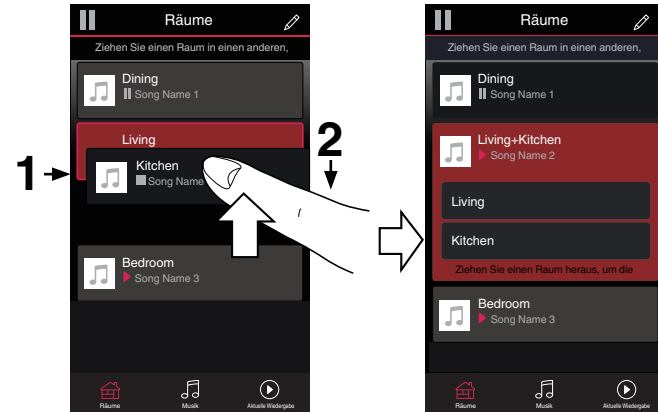 Räume
Ziehen Sie einen Raum in einen anderen,
Dining
Song Name 1
Living
Kitchen
Song Name
Bedroom
Song Name 3
Räume
Musik
Aktuelle Wiedergabe
1
2
Räume
Ziehen Sie einen Raum in einen anderen,
Dining
Song Name 1
Living+Kitchen
Song Name 2
Living
Kitchen
Ziehen Sie einen Raum heraus, um die
Bedroom
Song Name 3
Räume
Musik
Aktuelle Wiedergabe